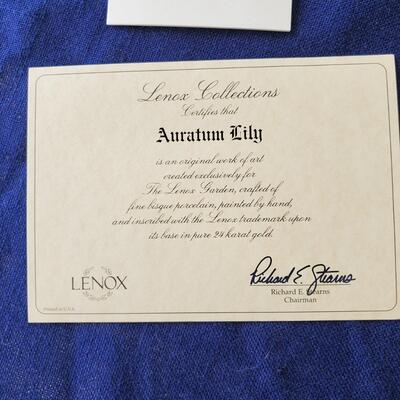 Lenox Collections
Certifies that
Auratum Lily
is an original work of art
created exclusively for
The Lenox Garden, crafted of
fine bisque porcelain, painted by hand,
and inscribed with the Lenox trademark upon
its base in pure 24 karat gold.
Richard E. Stearns
LENOX
Richard E. Stearns
Chairman
Printed in U.S.A.